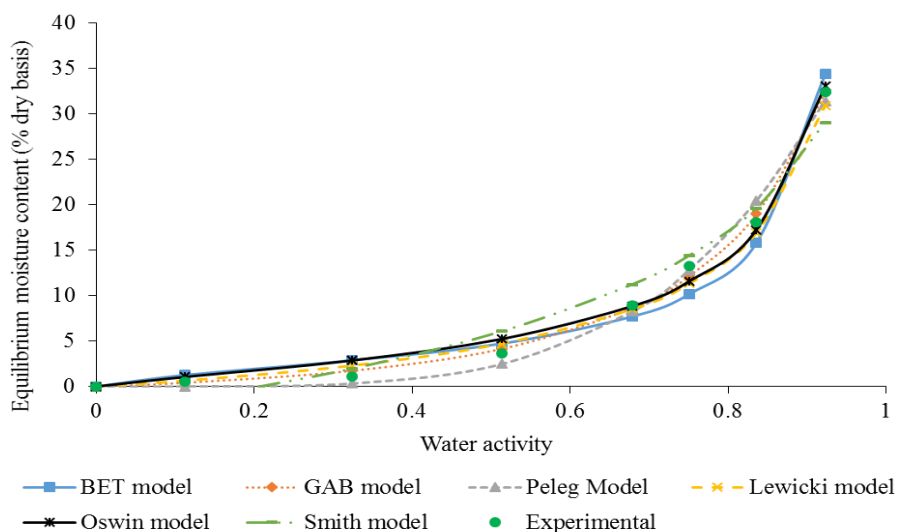 Equilibrium moisture content (% dry basis)
40
35
30
25
20
15
10
5
0
0
0.2
0.4
0.6
0.8
1
Water activity
BET model
GAB model
Peleg Model
Lewicki model
Oswin model
Smith model
Experimental